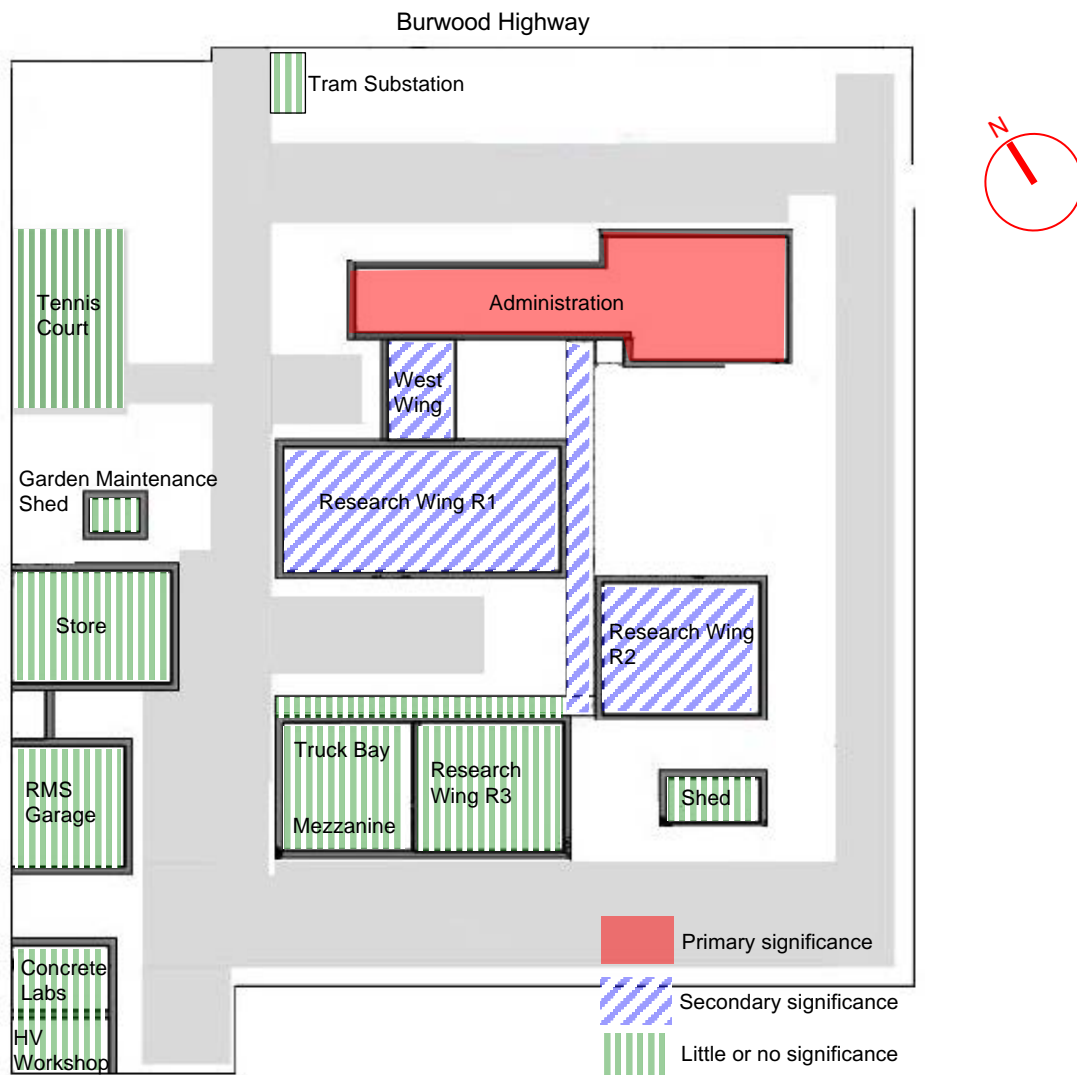 Burwood Highway
Tram Substation
N
Administration
Tennis
Court
West
Wing
Garden Maintenance
Shed
Research Wing R1
Store
Research Wing
R2
Truck Bay
Mezzanine
Research
Wing R3
RMS
Garage
Shed
Concrete
Labs
HV
Workshop
Primary significance
Secondary significance
Little or no significance